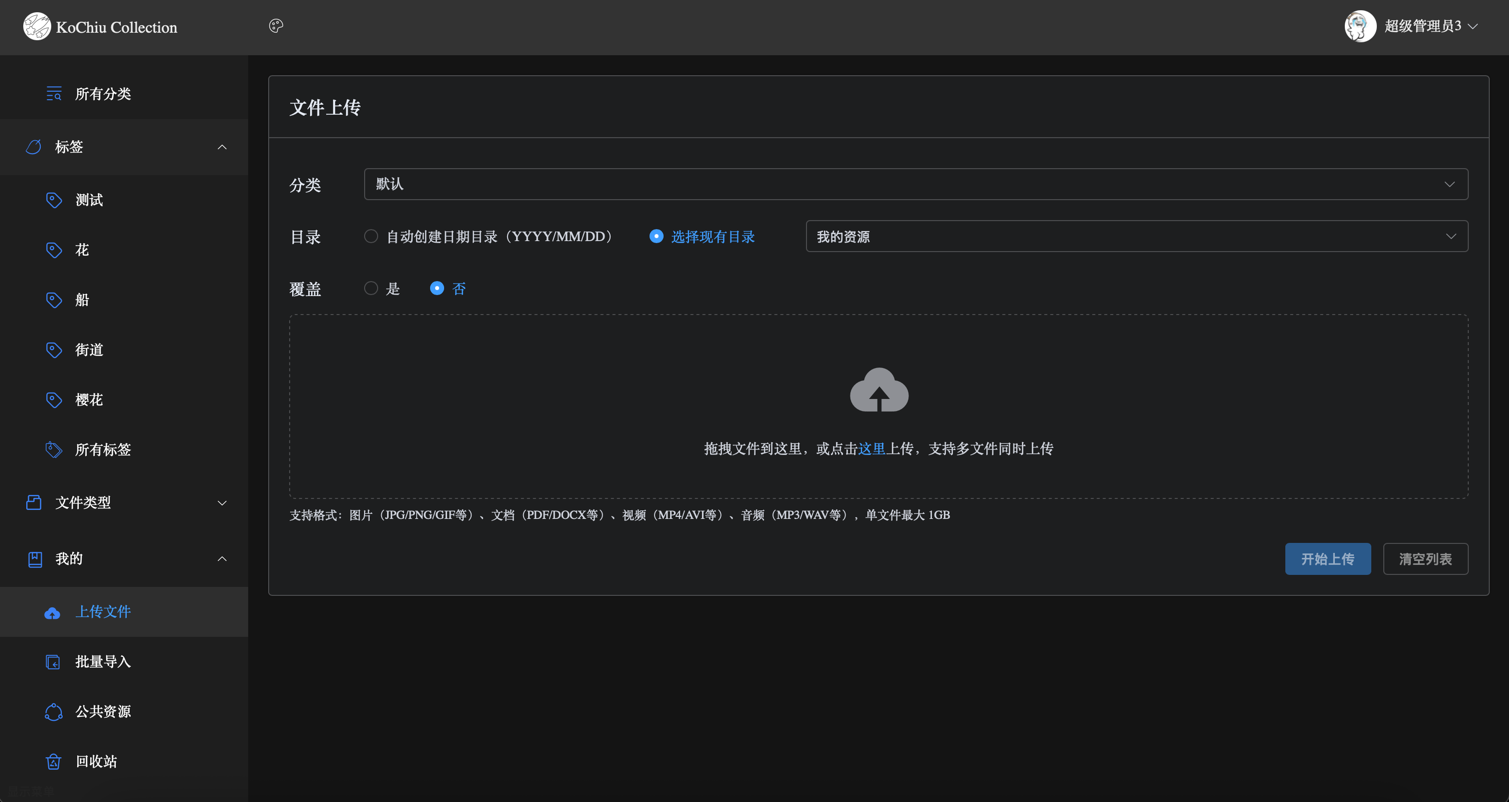 KoChiu Collection
超级管理员3
所有分类
标签
测试
花
船
街道
樱花
所有标签
文件类型
我的
上传文件
批量导入
公共资源
回收站
文件上传
分类 默认
目录 自动创建日期目录（YYYY/MM/DD） 选择现有目录 我的资源
覆盖 是 否
拖拽文件到这里，或点击这里上传，支持多文件同时上传
支持格式：图片（JPG/PNG/GIF等）、文档（PDF/DOCX等）、视频（MP4/AVI等）、音频（MP3/WAV等），单文件最大 1GB
开始上传 清空列表